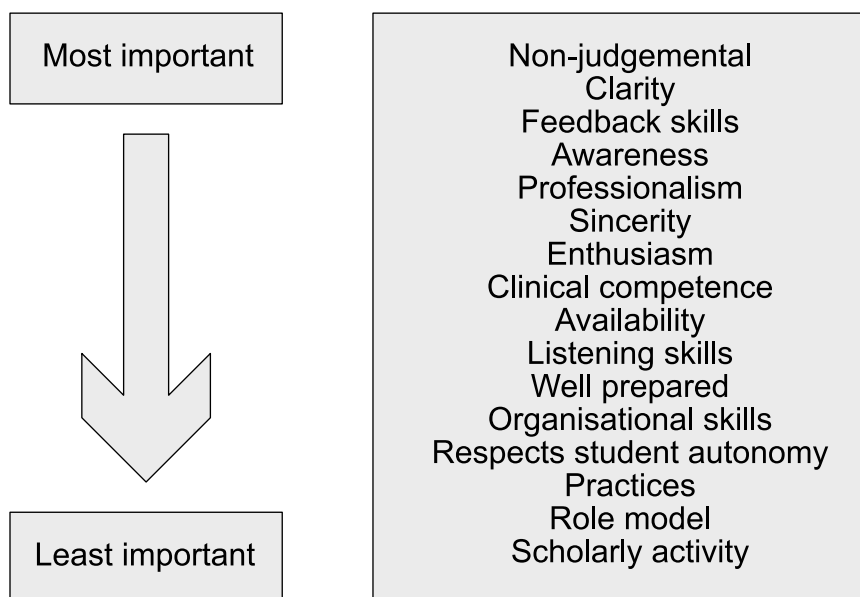 Most important
Least important
Non-judgemental
Clarity
Feedback skills
Awareness
Professionalism
Sincerity
Enthusiasm
Clinical competence
Availability
Listening skills
Well prepared
Organisational skills
Respects student autonomy
Practices
Role model
Scholarly activity